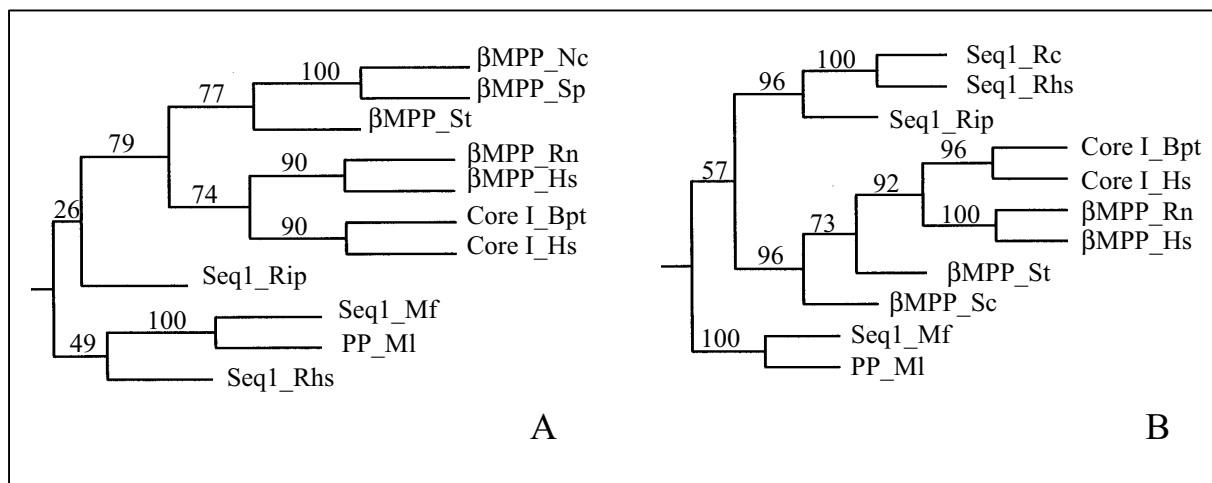 100
βMPP_Nc
βMPP_Sp
77
βMPP_St
79
90
βMPP_Rn
βMPP_Hs
74
90
Core I_Bpt
Core I_Hs
26
Seq1_Rip
100
Seq1_Mf
PP_Ml
49
Seq1_Rhs
A
100
Seq1_Rc
Seq1_Rhs
96
Seq1_Rip
96
Core I_Bpt
Core I_Hs
92
100
βMPP_Rn
βMPP_Hs
57
73
βMPP_St
96
βMPP_Sc
100
Seq1_Mf
PP_Ml
B